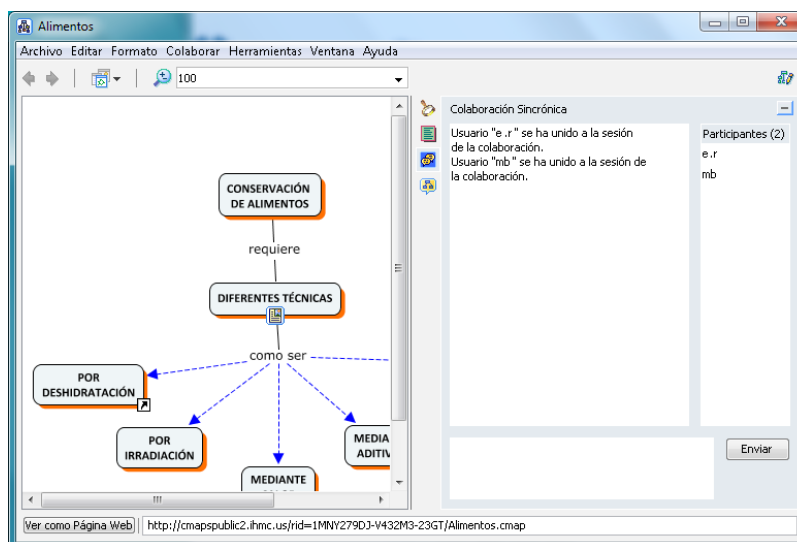 Alimentos
Archivo Editar Formato Colaborar Herramientas Ventana Ayuda
100
CONSERVACIÓN
DE ALIMENTOS
requiere
DIFERENTES TÉCNICAS
como ser
POR
DESHIDRATACIÓN
POR
IRRADIACIÓN
MEDIANTE
MEDIA
ADITIV
Colaboración Sincrónica
Usuario "e .r " se ha unido a la sesión
de la colaboración.
Usuario "mb " se ha unido a la sesión de
la colaboración.
Participantes (2)
e.r
mb
Enviar
Ver como Página Web http://cmapspublic2.ihmc.us/rid=1MNY279DJ-V432M3-23GT/Alimentos.cmap